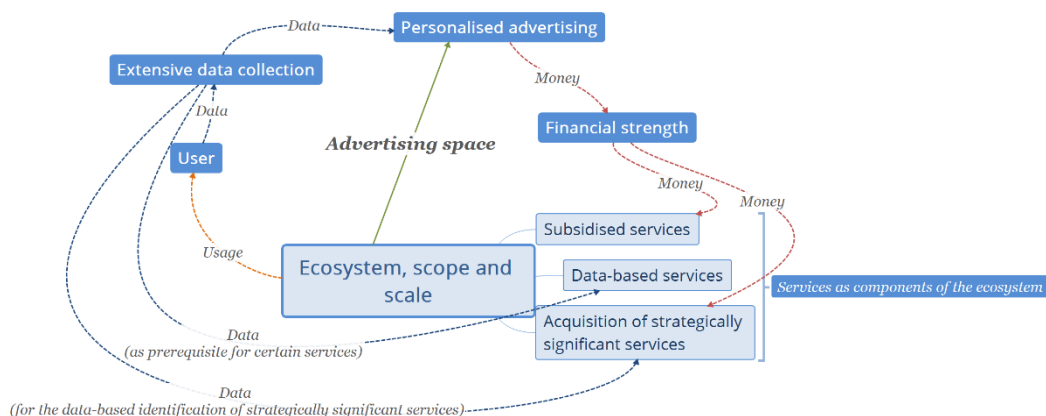 Data
Personalised advertising
Extensive data collection
Money
Data
Financial strength
Advertising space
User
Money
Money
Subsidised services
Usage
Ecosystem, scope and
scale
Data-based services
Services as components of the ecosystem
Acquisition of strategically
significant services
Data
(as prerequisite for certain services)
Data
(for the data-based identification of strategically significant services)